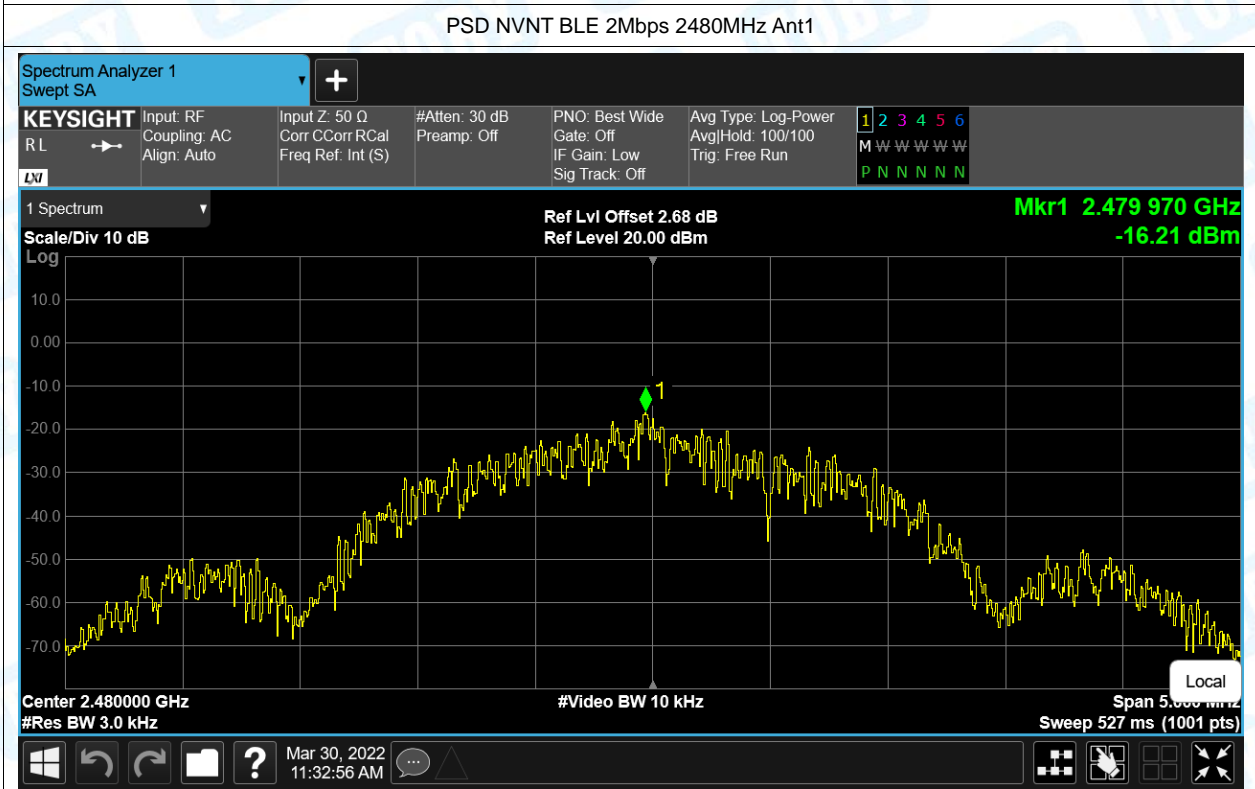 PSD NVNT BLE 2Mbps 2480MHz Ant1
Spectrum Analyzer 1
Swept SA
KEYSIGHT
RL
LXI
Input: RF
Coupling: AC
Align: Auto
Input Z: 50 Ω
Corr CCorr RCal
Freq Ref: Int (S)
#Atten: 30 dB
Preamp: Off
PNO: Best Wide
Gate: Off
IF Gain: Low
Sig Track: Off
Avg Type: Log-Power
Avg|Hold: 100/100
Trig: Free Run
1 2 3 4 5 6
M W W W W W
P N N N N N
1 Spectrum
Scale/Div 10 dB
Log
Ref Lvl Offset 2.68 dB
Ref Level 20.00 dBm
Mkr1 2.479 970 GHz
-16.21 dBm
10.0
0.00
-10.0
-20.0
-30.0
-40.0
-50.0
-60.0
-70.0
1
Center 2.480000 GHz
#Res BW 3.0 kHz
#Video BW 10 kHz
Local
Span 5.000 MHz
Sweep 527 ms (1001 pts)
?
Mar 30, 2022
11:32:56 AM